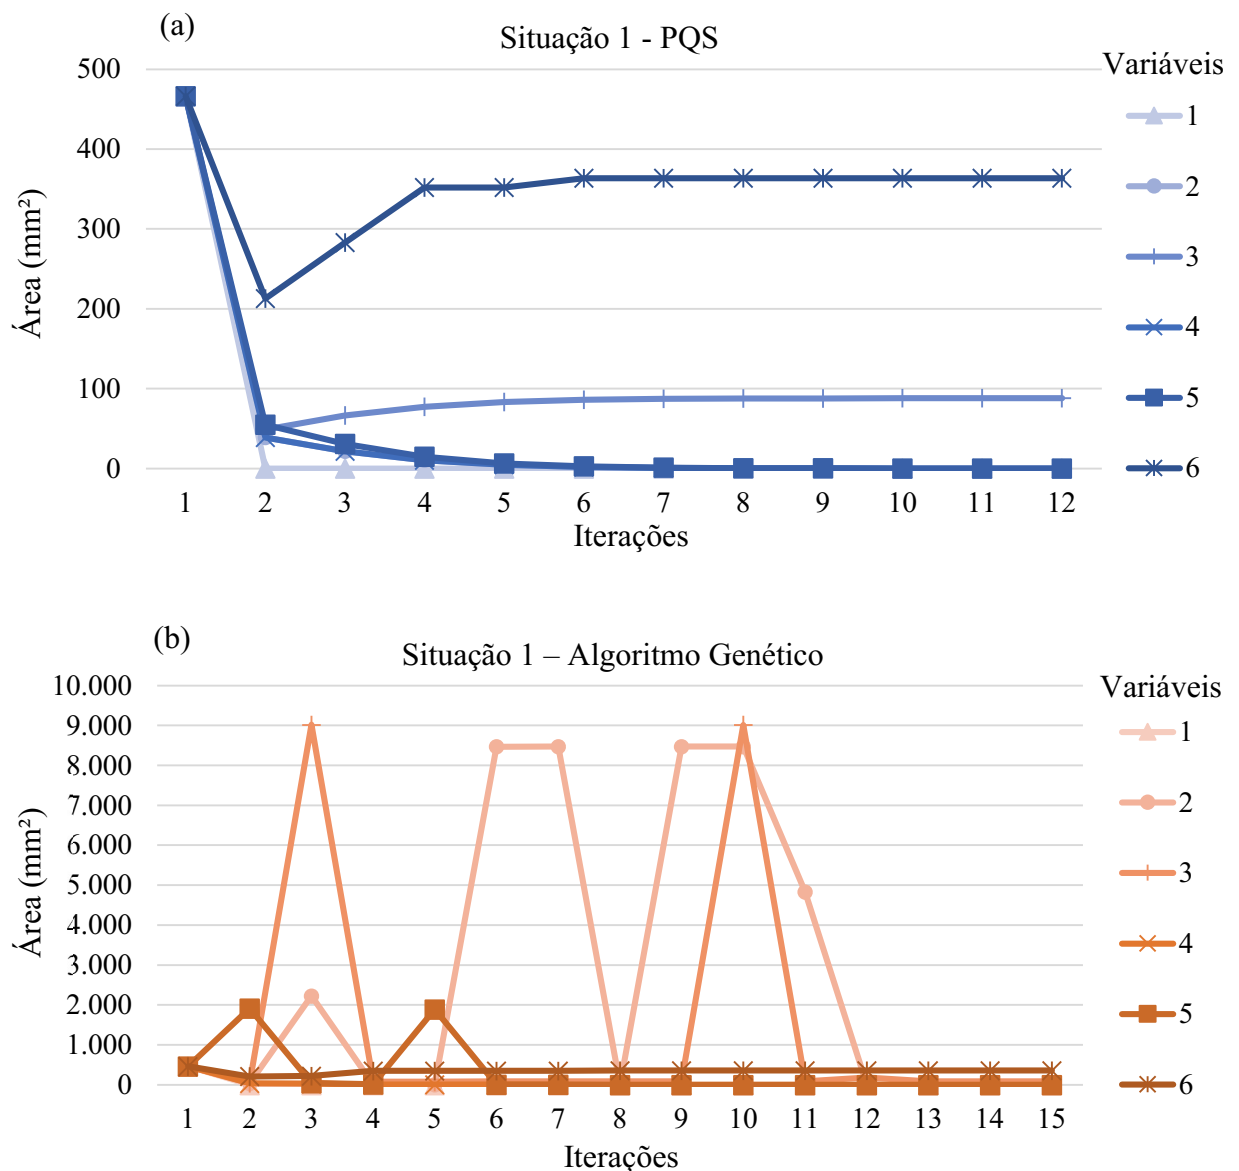 (a)
Situação 1 - PQS
Variáveis
500
400
300
200
100
0
Área (mm²)
1 2 3 4 5 6 7 8 9 10 11 12
Iterações
1
2
3
4
5
6
(b)
Situação 1 – Algoritmo Genético
Variáveis
10.000
9.000
8.000
7.000
6.000
5.000
4.000
3.000
2.000
1.000
0
Área (mm²)
1 2 3 4 5 6 7 8 9 10 11 12 13 14 15
Iterações
1
2
3
4
5
6